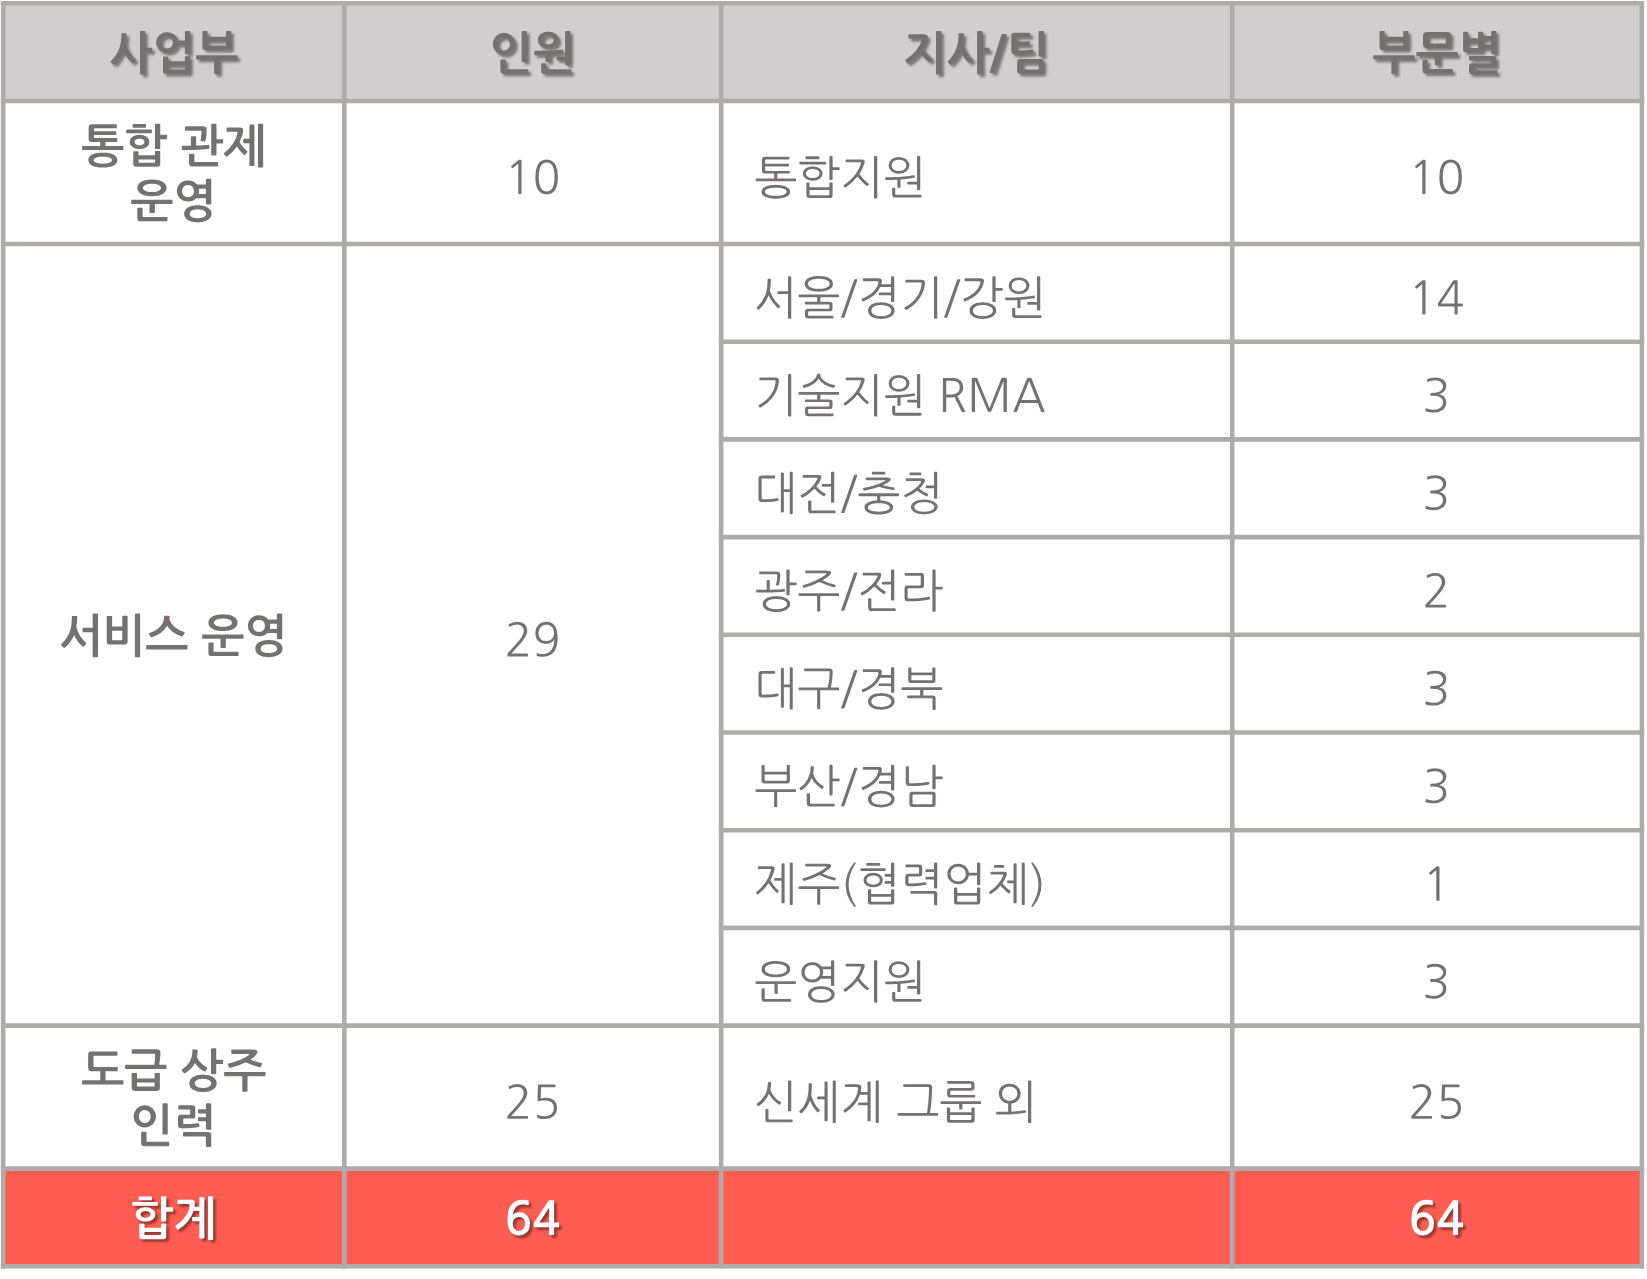 사업부 인원 지사/팀 부문별
통합 관제
운영
10 통합지원 10
서비스 운영 29
서울/경기/강원 14
기술지원 RMA 3
대전/충청 3
광주/전라 2
대구/경북 3
부산/경남 3
제주(협력업체) 1
운영지원 3
도급 상주
인력
25 신세계 그룹 외 25
합계 64 64